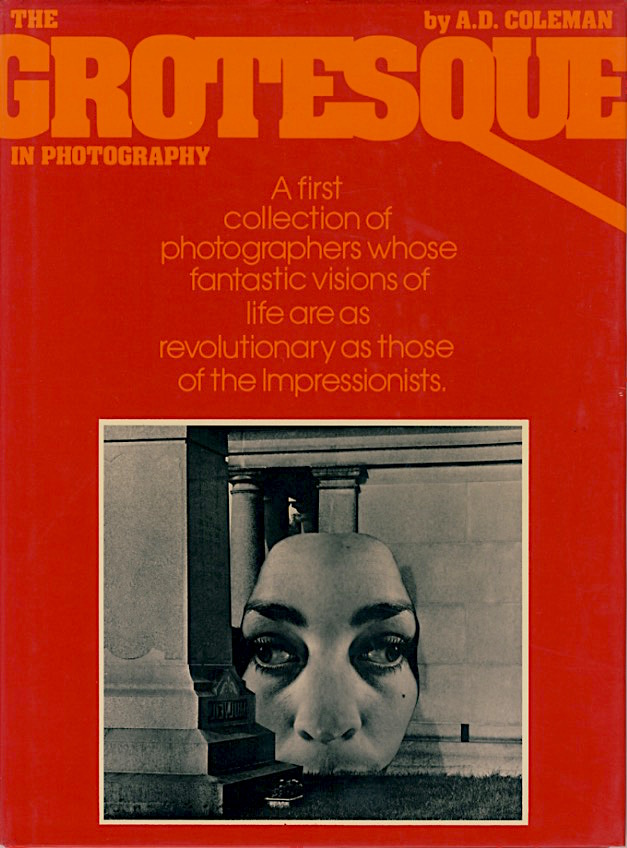 THE
by A.D. COLEMAN
GROTESQUE
IN PHOTOGRAPHY
A first
collection of
photographers whose
fantastic visions of
life are as
revolutionary as those
of the Impressionists.